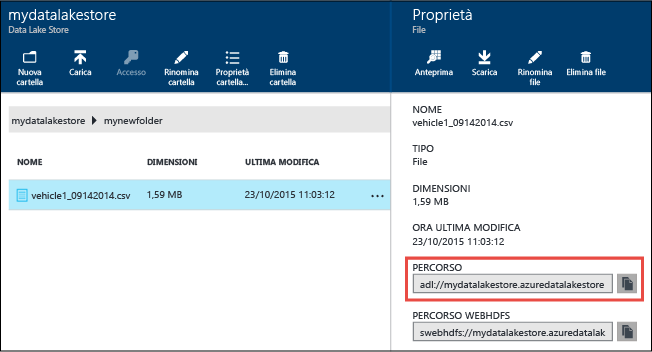 mydatalakestore
Data Lake Store
Nuova cartella
Carica
Accesso
Rinomina cartella
Proprietà cartella...
Elimina cartella
mydatalakestore ▶ mynewfolder
NOME DIMENSIONI ULTIMA MODIFICA
vehicle1_09142014.csv 1,59 MB 23/10/2015 11:03:12 ...
Proprietà
File
Anteprima
Scarica
Rinomina file
Elimina file
NOME
vehicle1_09142014.csv
TIPO
File
DIMENSIONI
1,59 MB
ORA ULTIMA MODIFICA
23/10/2015 11:03:12
PERCORSO
adl://mydatalakestore.azuredatalakestore
PERCORSO WEBHDFS
swebhdfs://mydatalakestore.azuredatalak